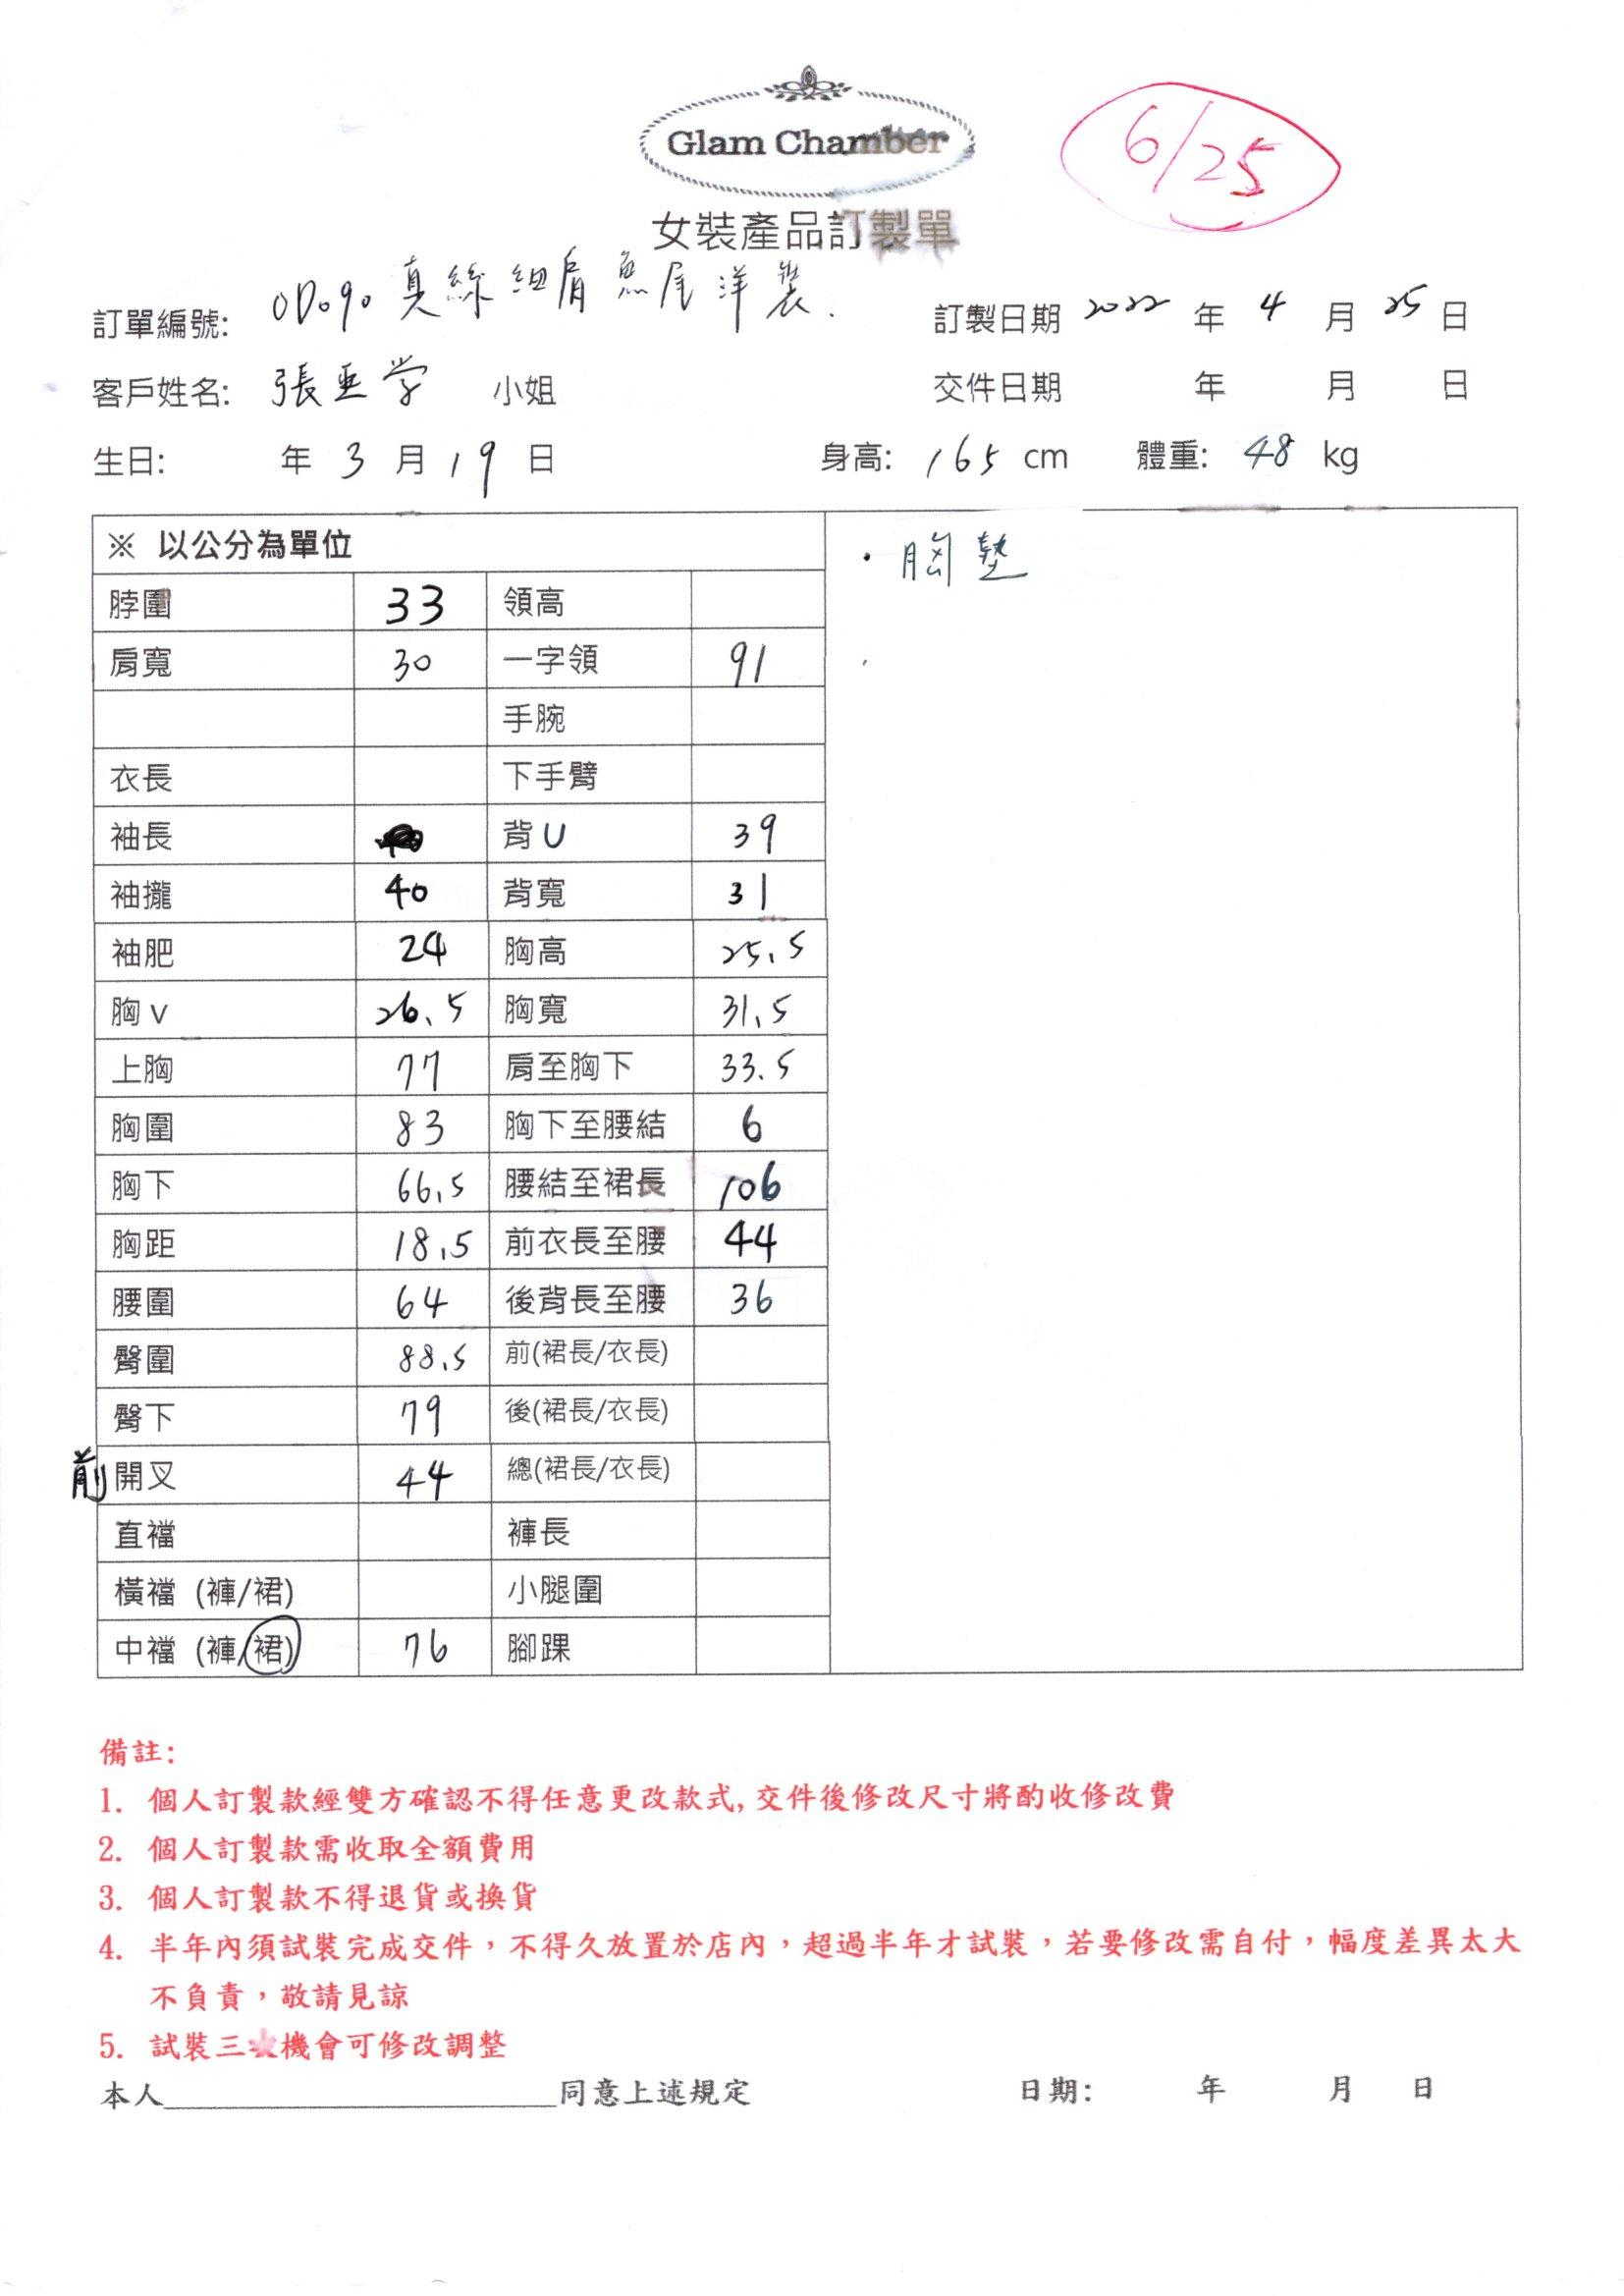 Glam Chamber
6/25
女裝產品訂製單
訂單編號: OD090 真絲細肩魚尾洋裝. 訂製日期 2022 年 4 月 25 日
客戶姓名: 張亚学 小姐 交件日期 年 月 日
生日: 年 3 月 19 日 身高: 165 cm 體重: 48 kg
※ 以公分為單位
· 胸墊
脖圍 33 領高
肩寬 30 一字領 91
手腕
衣長 下手臂
袖長 背U 39
袖攏 40 背寬 31
袖肥 24 胸高 25.5
胸v 26.5 胸寬 31.5
上胸 77 肩至胸下 33.5
胸圍 83 胸下至腰結 6
胸下 66.5 腰結至裙長 106
胸距 18.5 前衣長至腰 44
腰圍 64 後背長至腰 36
臀圍 88.5 前(裙長/衣長)
臀下 79 後(裙長/衣長)
前 開叉 44 總(裙長/衣長)
直襠 褲長
橫襠 (褲/裙) 小腿圍
中襠 (褲/裙) 76 腳踝
備註:
1. 個人訂製款經雙方確認不得任意更改款式,交件後修改尺寸將酌收修改費
2. 個人訂製款需收取全額費用
3. 個人訂製款不得退貨或換貨
4. 半年內須試裝完成交件，不得久放置於店內，超過半年才試裝，若要修改需自付，幅度差異太大
不負責，敬請見諒
5. 試裝三機會可修改調整
本人 同意上述規定 日期: 年 月 日